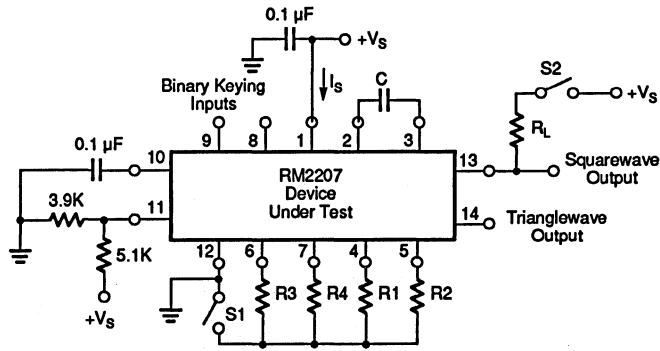 0.1 µF
+VS
S2
IS
C
+VS
Binary Keying
Inputs
RL
0.1 µF
9
8
1
2
3
10
13
Squarewave
Output
RM2207
Device
Under Test
3.9K
11
14
Trianglewave
Output
5.1K
12
6
7
4
5
S1
R3
R4
R1
R2
+VS